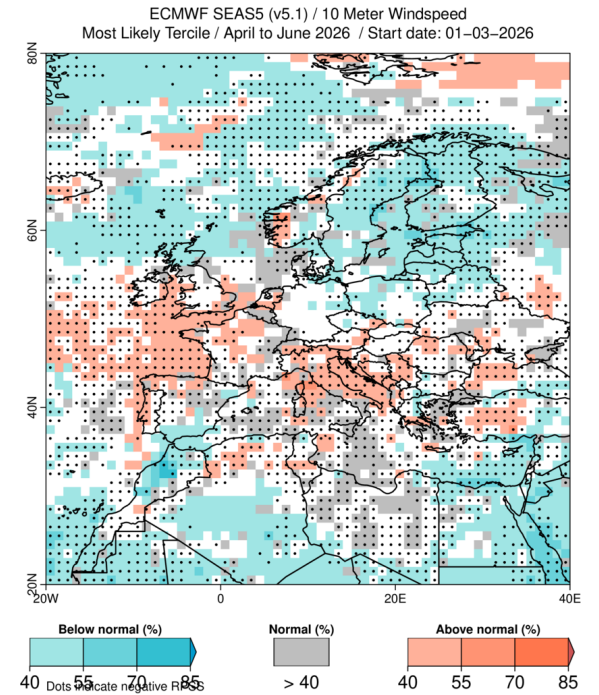 ECMWF SEAS5 (v5.1) / 10 Meter Windspeed
Most Likely Tercile / April to June 2026 / Start date: 01−03−2026
80N
60N
40N
20N
20W 0 20E 40E
Below normal (%) Normal (%) Above normal (%)
40 55 70 85 > 40 40 55 70 85
Dots indicate negative RPSS